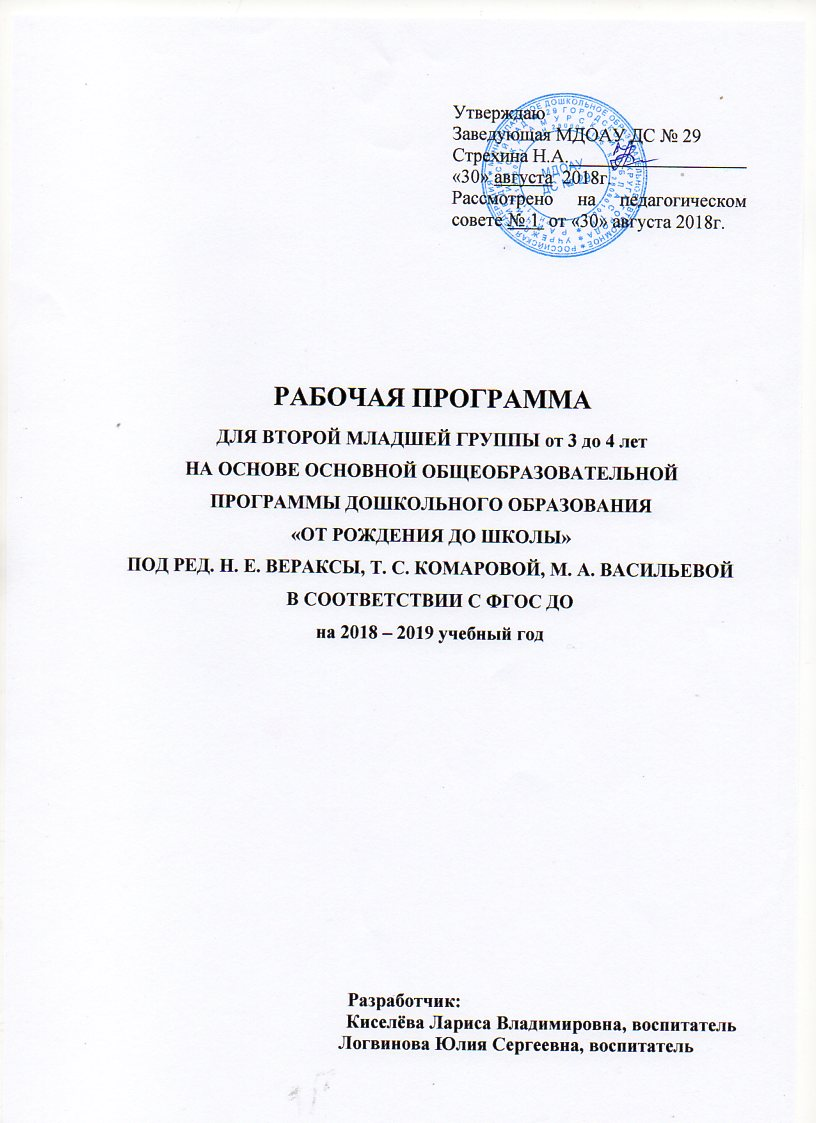 Утверждаю
Заведующая МДОАУ ДС № 29
Стрехина Н.А.
«30» августа 2018г.
Рассмотрено на педагогическом
совете № 1 от «30» августа 2018г.
МДОАУ
ДС №
РАБОЧАЯ ПРОГРАММА
ДЛЯ ВТОРОЙ МЛАДШЕЙ ГРУППЫ от 3 до 4 лет
НА ОСНОВЕ ОСНОВНОЙ ОБЩЕОБРАЗОВАТЕЛЬНОЙ
ПРОГРАММЫ ДОШКОЛЬНОГО ОБРАЗОВАНИЯ
«ОТ РОЖДЕНИЯ ДО ШКОЛЫ»
ПОД РЕД. Н. Е. ВЕРАКСЫ, Т. С. КОМАРОВОЙ, М. А. ВАСИЛЬЕВОЙ
В СООТВЕТСТВИИ С ФГОС ДО
на 2018 – 2019 учебный год
Разработчик:
Киселёва Лариса Владимировна, воспитатель
Логвинова Юлия Сергеевна, воспитатель